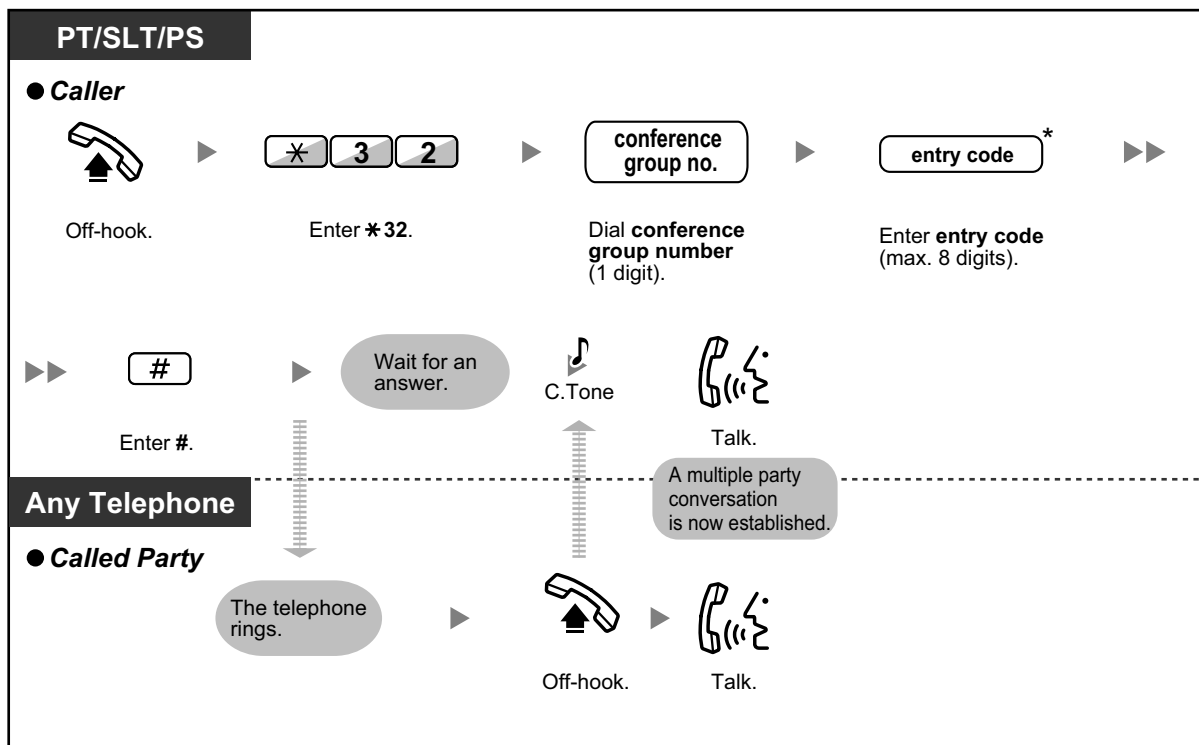 PT/SLT/PS
● Caller
* 3 2
conference
group no.
entry code *
Off-hook.
Enter *32.
Dial conference
group number
(1 digit).
Enter entry code
(max. 8 digits).
#
Wait for an
answer.
C.Tone
Enter #.
Talk.
A multiple party
conversation
is now established.
Any Telephone
● Called Party
The telephone
rings.
Off-hook.
Talk.